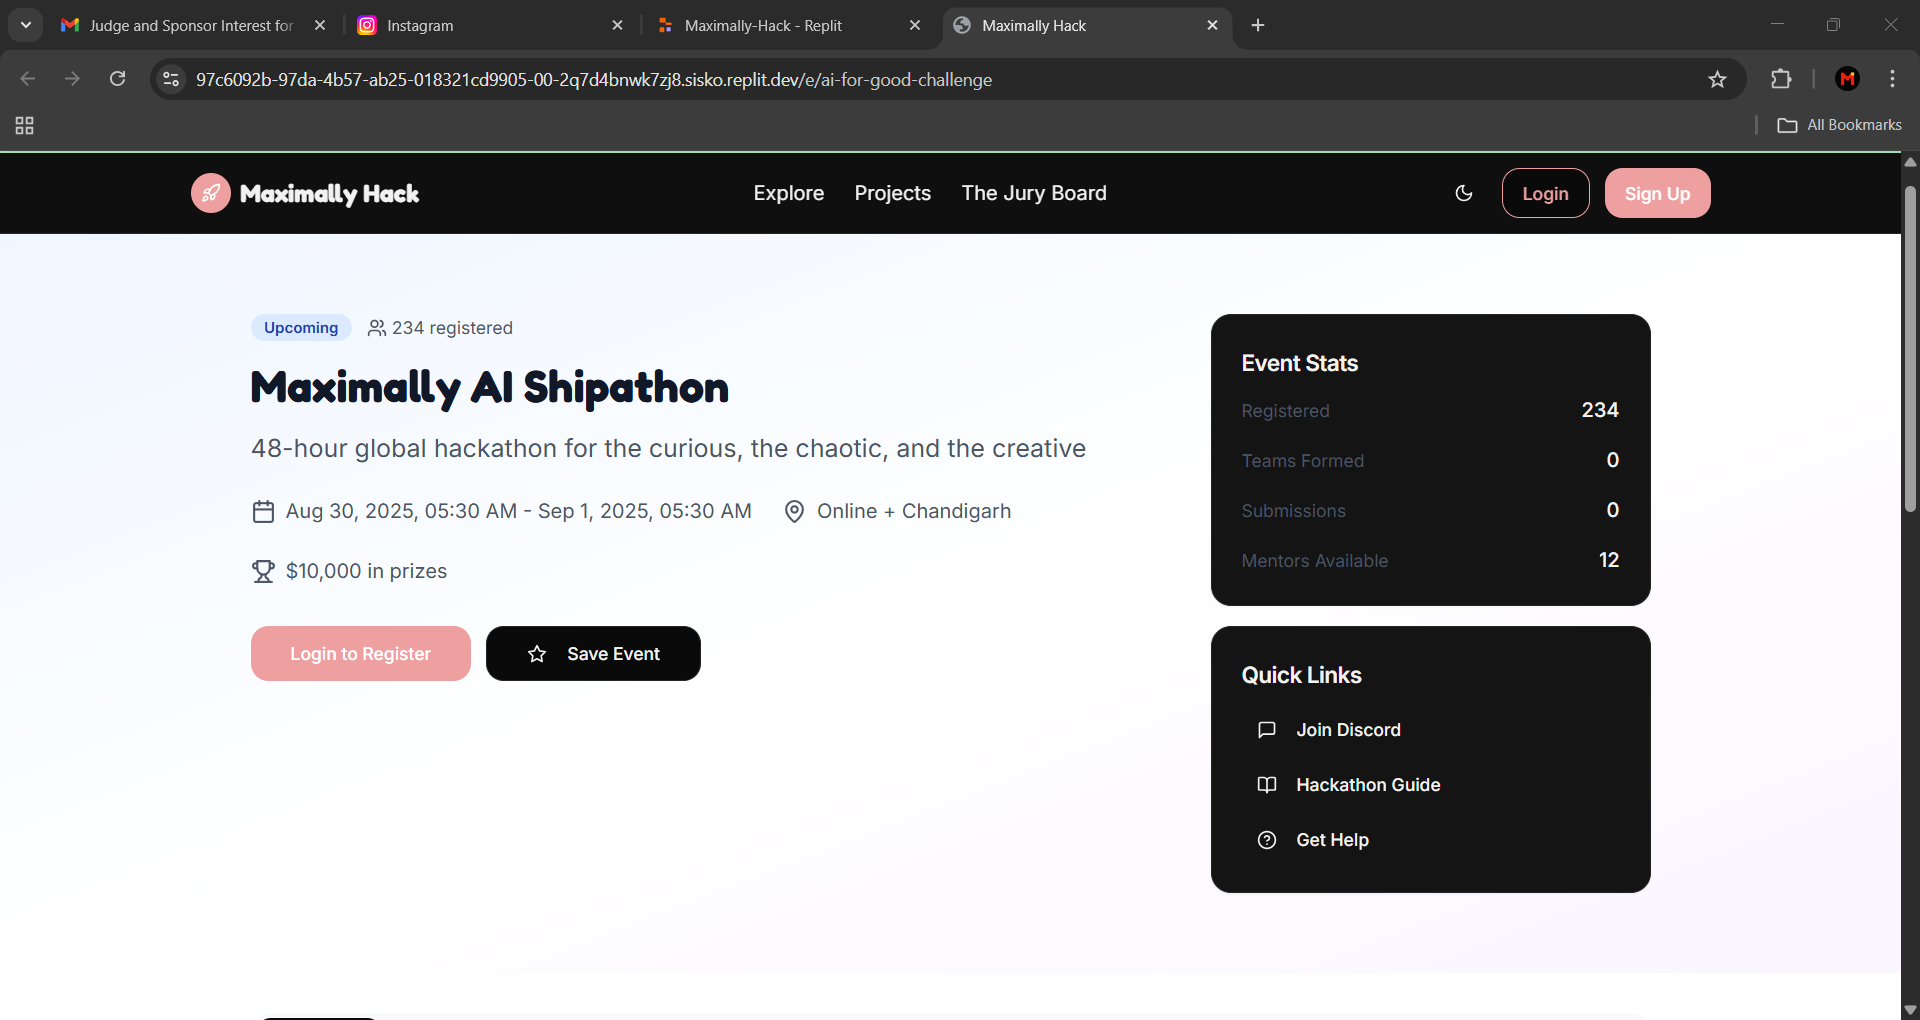 Judge and Sponsor Interest for
Instagram
Maximally-Hack - Replit
Maximally Hack
97c6092b-97da-4b57-ab25-018321cd9905-00-2q7d4bnwk7zj8.sisko.replit.dev/e/ai-for-good-challenge
M
All Bookmarks
Maximally Hack
Explore
Projects
The Jury Board
Login
Sign Up
Upcoming
234 registered
Maximally AI Shipathon
48-hour global hackathon for the curious, the chaotic, and the creative
Aug 30, 2025, 05:30 AM - Sep 1, 2025, 05:30 AM
Online + Chandigarh
$10,000 in prizes
Login to Register
Save Event
Event Stats
Registered 234
Teams Formed 0
Submissions 0
Mentors Available 12
Quick Links
Join Discord
Hackathon Guide
Get Help